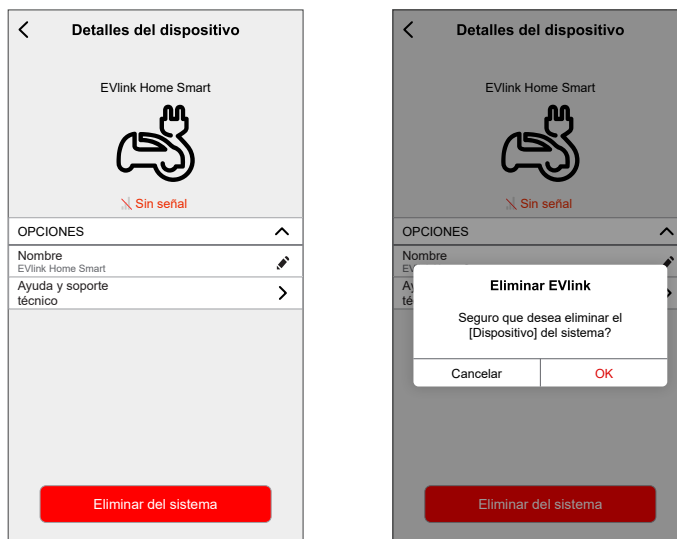 Detalles del dispositivo
EVlink Home Smart
Sin señal
OPCIONES
Nombre
EVlink Home Smart
Ayuda y soporte
técnico
Eliminar del sistema
Detalles del dispositivo
EVlink Home Smart
Sin señal
OPCIONES
Nombre
Eliminar EVlink
Seguro que desea eliminar el
[Dispositivo] del sistema?
Cancelar OK
Eliminar del sistema